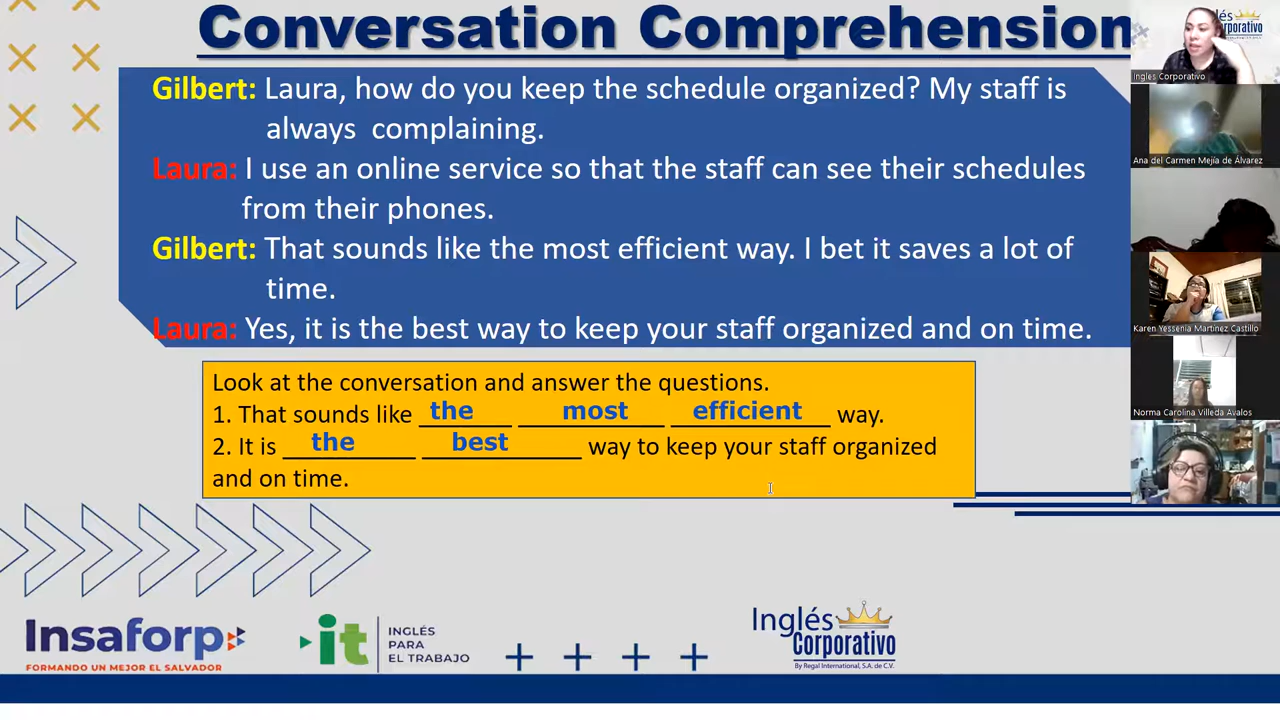 Conversation Comprehension
Gilbert: Laura, how do you keep the schedule organized? My staff is
always complaining.
Laura: I use an online service so that the staff can see their schedules
from their phones.
Gilbert: That sounds like the most efficient way. I bet it saves a lot of
time.
Laura: Yes, it is the best way to keep your staff organized and on time.
Look at the conversation and answer the questions.
1. That sounds like the most efficient way.
2. It is the best way to keep your staff organized
and on time.
Insaforp
FORMANDO UN MEJOR EL SALVADOR
it
INGLÉS
PARA
EL TRABAJO
Inglés
Corporativo
By Regal International, S.A. de C.V.
Ingles Corporativo
Ana del Carmen Mejía de Álvarez
Karen Yessenia Martinez Castillo
Norma Carolina Villeda Avalos